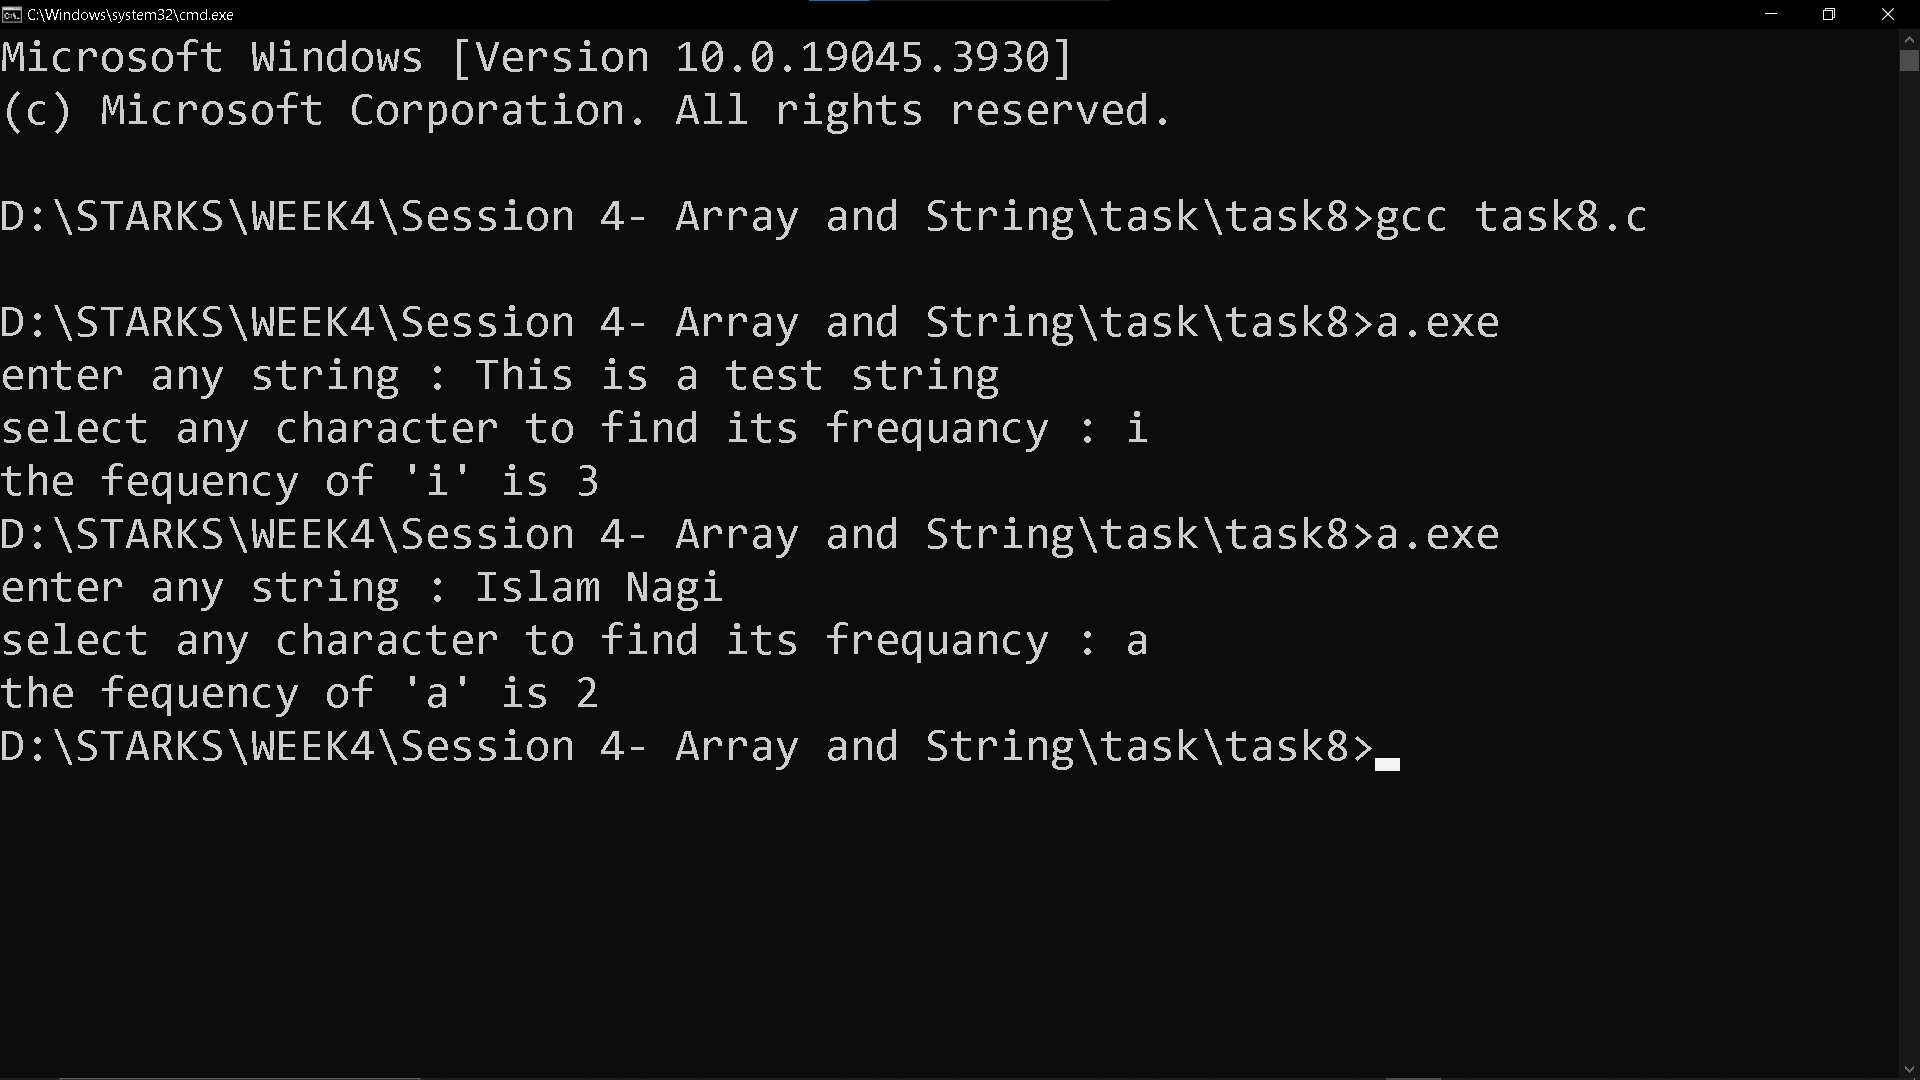 C:\Windows\system32\cmd.exe
Microsoft Windows [Version 10.0.19045.3930]
(c) Microsoft Corporation. All rights reserved.
D:\STARKS\WEEK4\Session 4- Array and String\task\task8>gcc task8.c
D:\STARKS\WEEK4\Session 4- Array and String\task\task8>a.exe
enter any string : This is a test string
select any character to find its frequancy : i
the fequency of 'i' is 3
D:\STARKS\WEEK4\Session 4- Array and String\task\task8>a.exe
enter any string : Islam Nagi
select any character to find its frequancy : a
the fequency of 'a' is 2
D:\STARKS\WEEK4\Session 4- Array and String\task\task8>